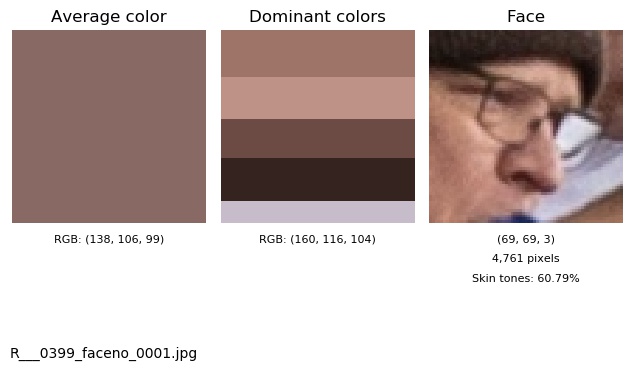 Average color
Dominant colors
Face
RGB: (138, 106, 99)
RGB: (160, 116, 104)
(69, 69, 3)
4,761 pixels
Skin tones: 60.79%
R___0399_faceno_0001.jpg